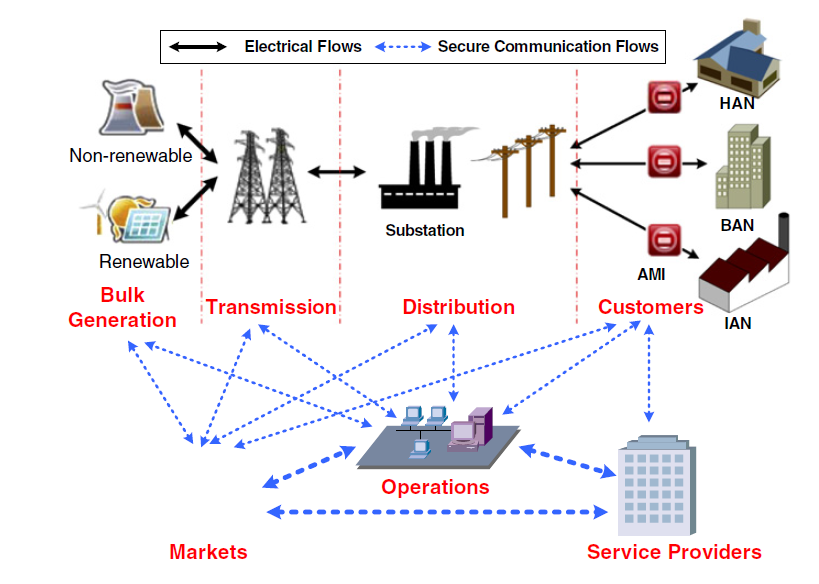 Electrical Flows
Secure Communication Flows
Non-renewable
Renewable
Substation
HAN
BAN
AMI
IAN
Bulk
Generation
Transmission
Distribution
Customers
Operations
Markets
Service Providers